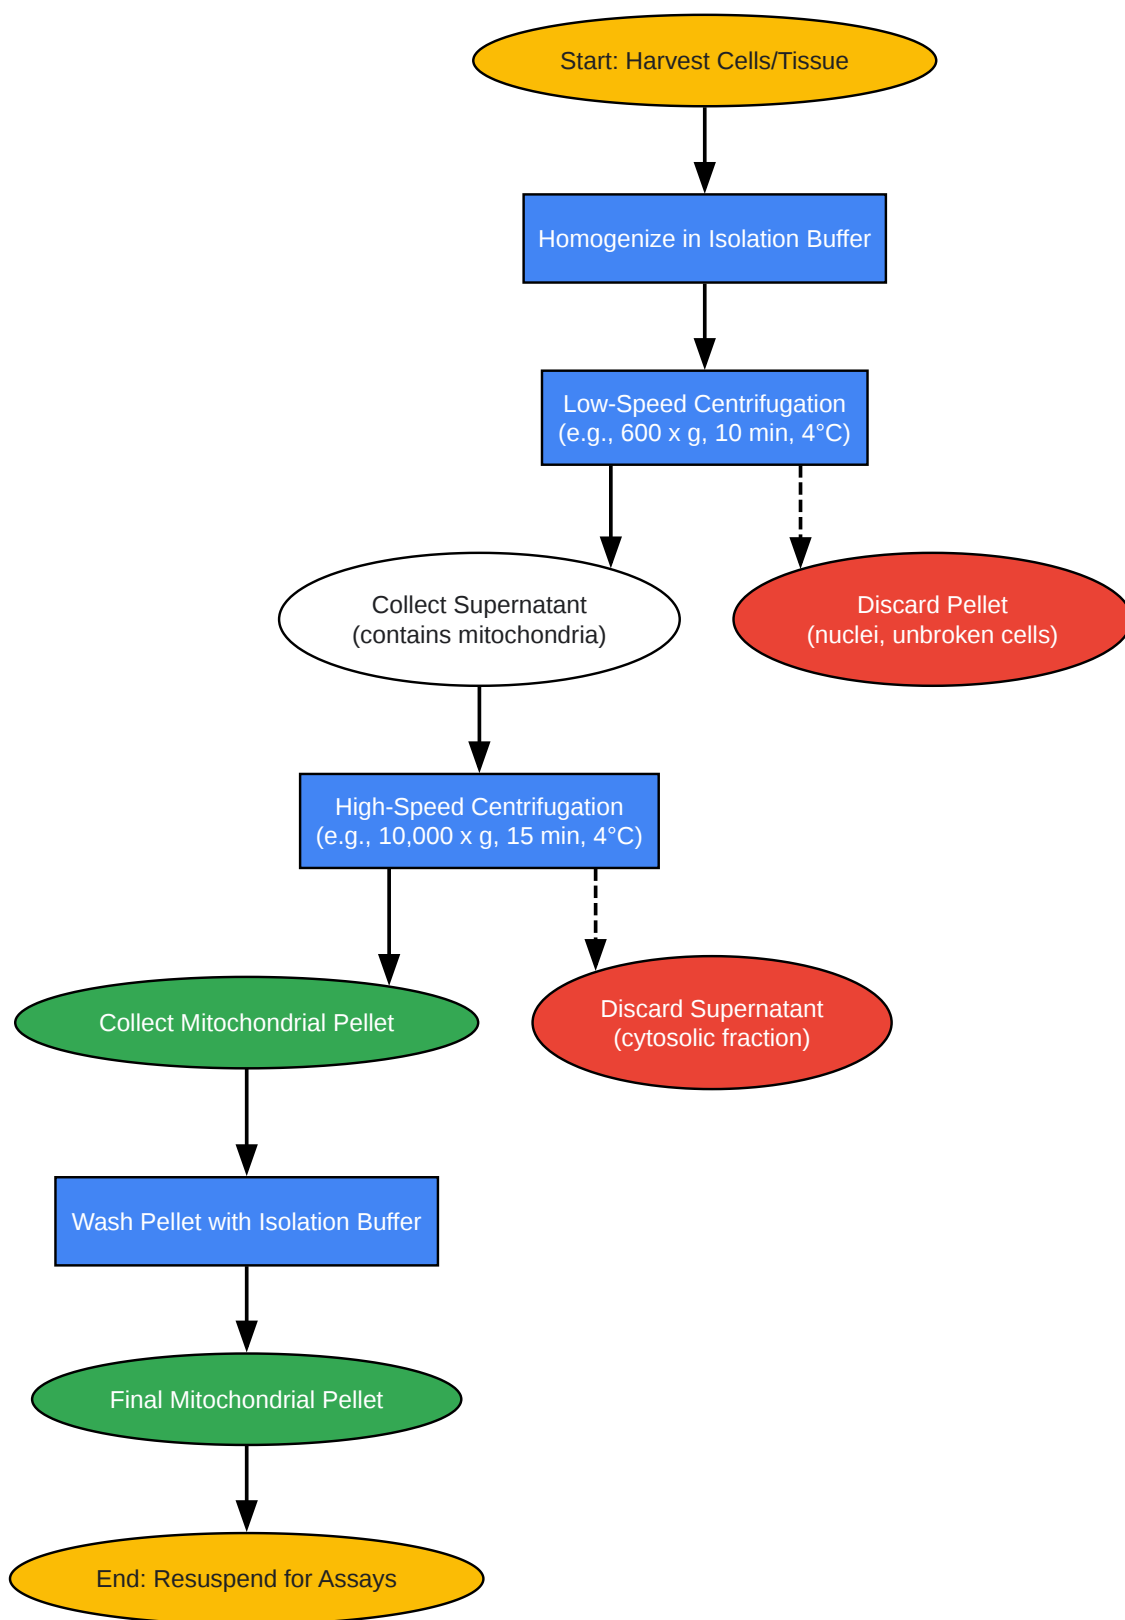 Start: Harvest Cells/Tissue
Homogenize in Isolation Buffer
Low-Speed Centrifugation
(e.g., 600 x g, 10 min, 4°C)
Collect Supernatant
(contains mitochondria)
Discard Pellet
(nuclei, unbroken cells)
High-Speed Centrifugation
(e.g., 10,000 x g, 15 min, 4°C)
Collect Mitochondrial Pellet
Discard Supernatant
(cytosolic fraction)
Wash Pellet with Isolation Buffer
Final Mitochondrial Pellet
End: Resuspend for Assays